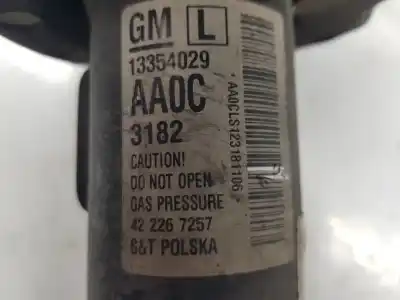 GM L
13354029
AA0C
3182
CAUTION!
DO NOT OPEN
GAS PRESSURE
42 226 7257
S&T POLSKA
AA0CLS123181106